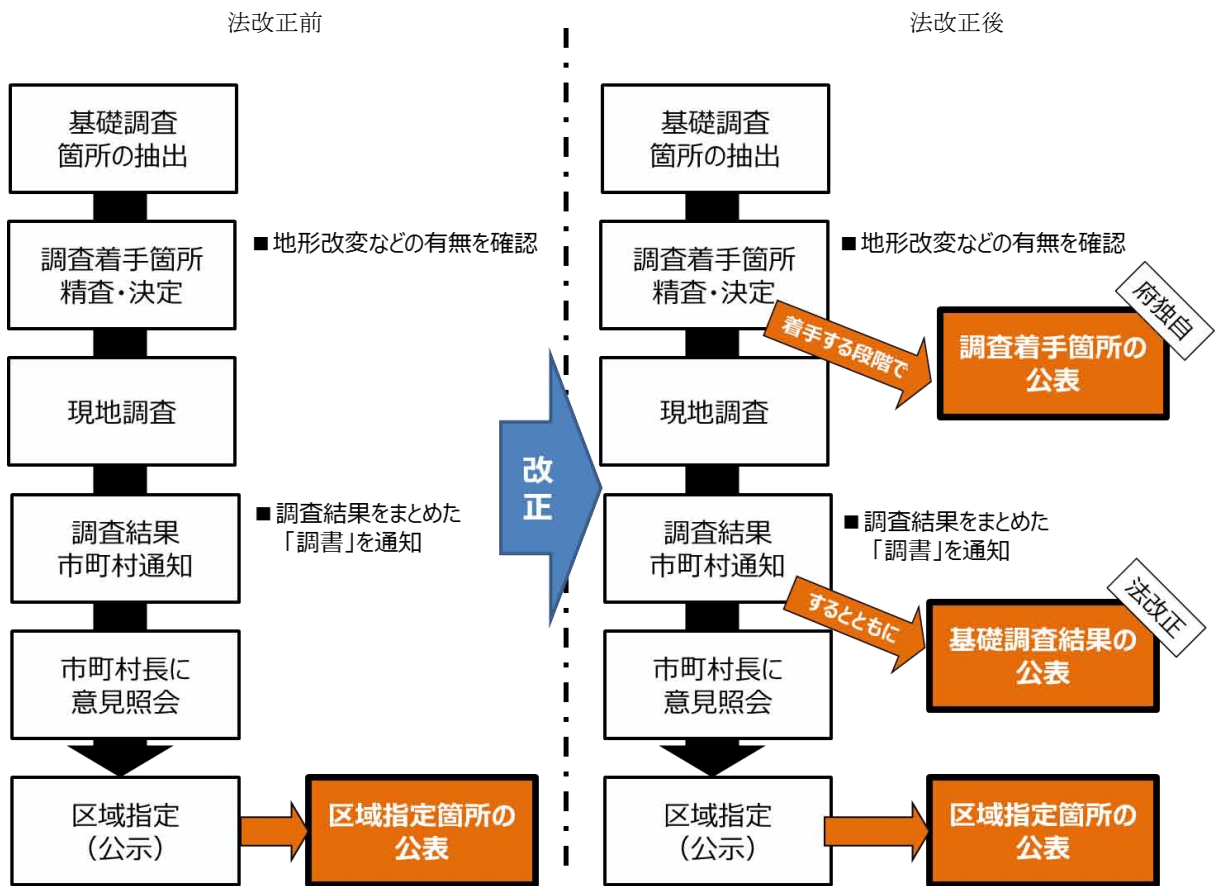 法改正前
基礎調査
箇所の抽出
調査着手箇所
精査・決定
■地形改変などの有無を確認
現地調査
調査結果
市町村通知
■調査結果をまとめた
「調書」を通知
市町村長に
意見照会
区域指定
(公示)
区域指定箇所の
公表
改
正
法改正後
基礎調査
箇所の抽出
調査着手箇所
精査・決定
■地形改変などの有無を確認
着手する段階で
府独自
調査着手箇所の
公表
現地調査
調査結果
市町村通知
■調査結果をまとめた
「調書」を通知
するとともに
法改正
基礎調査結果の
公表
市町村長に
意見照会
区域指定
(公示)
区域指定箇所の
公表